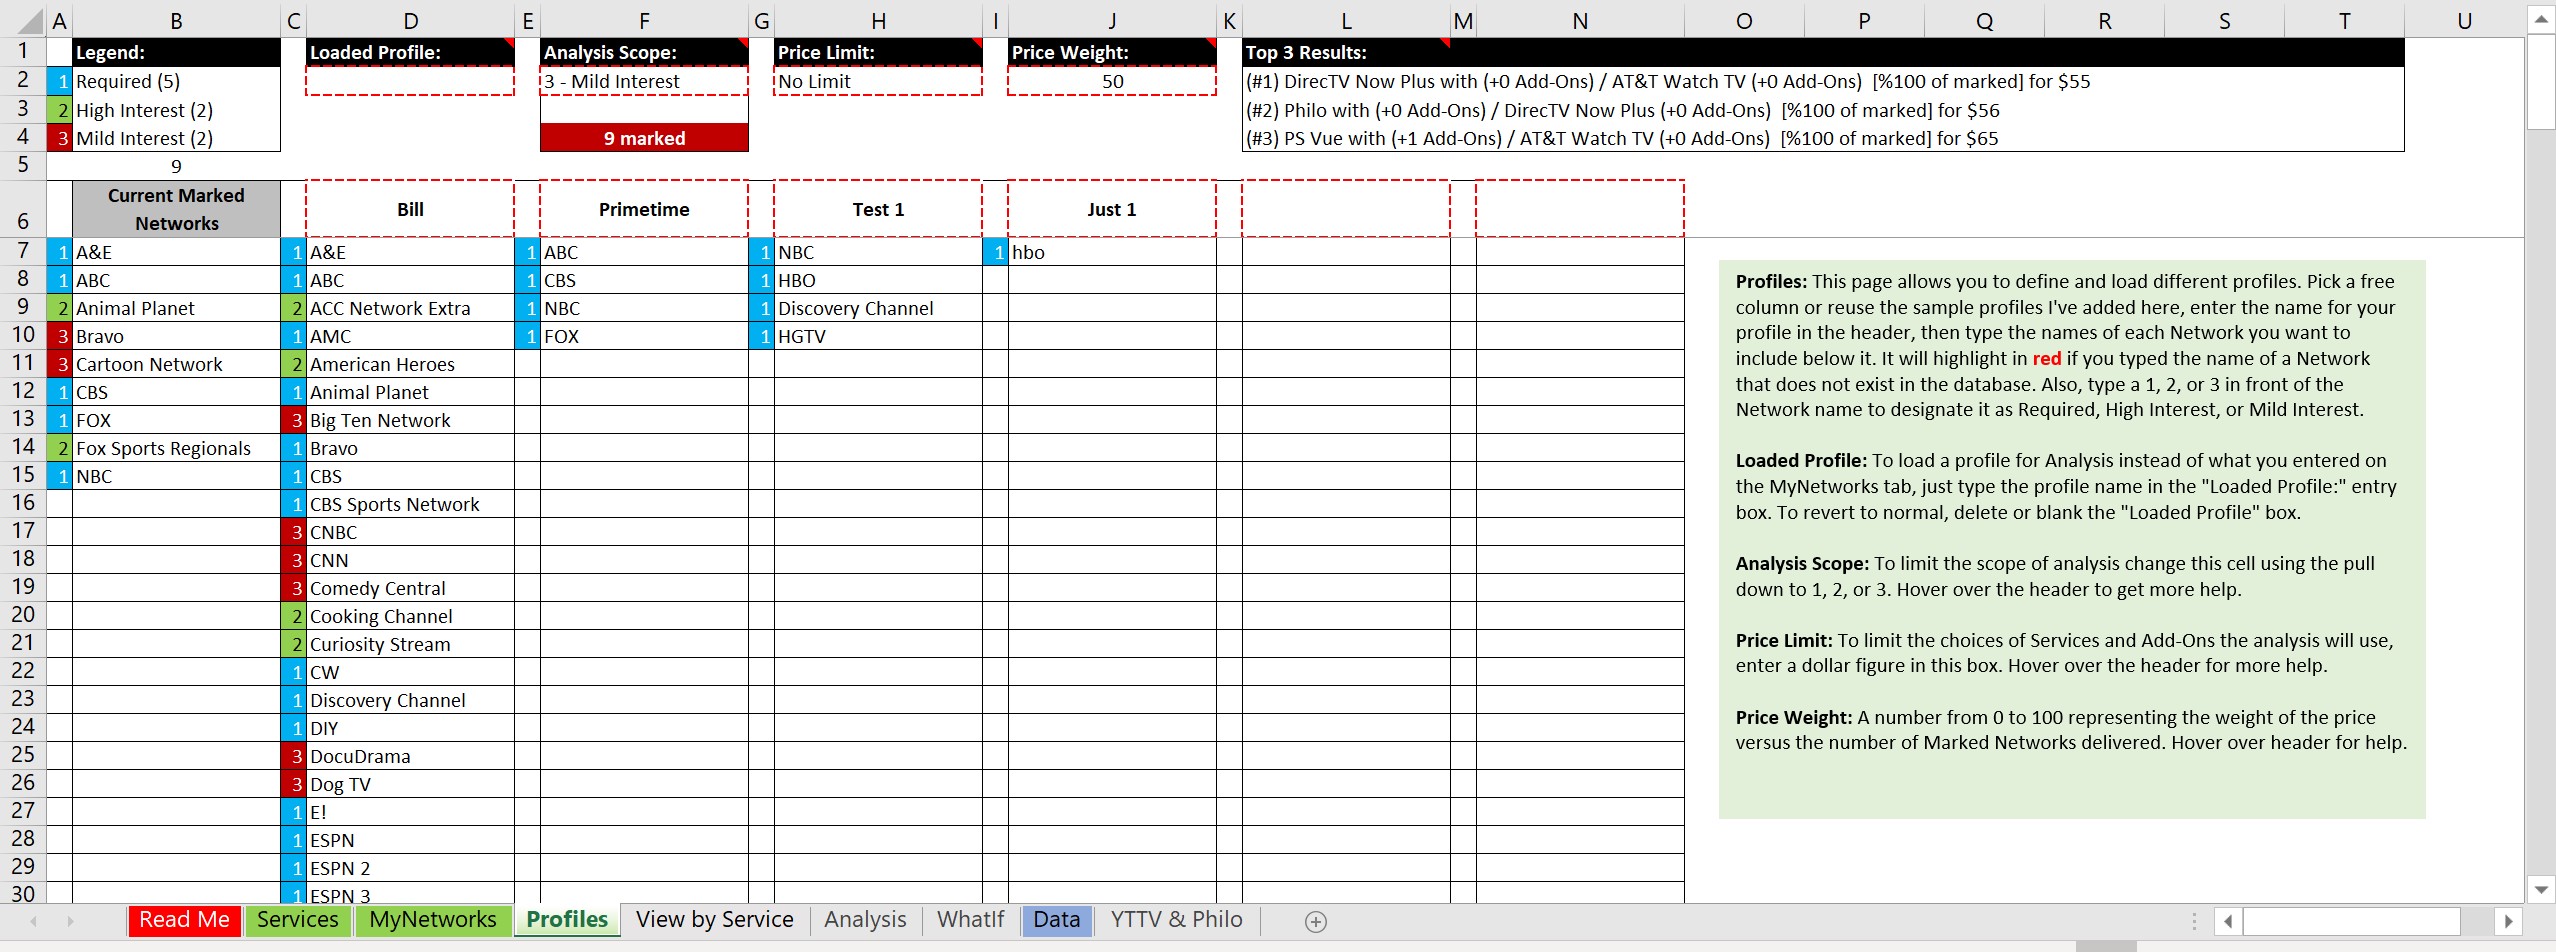 A B C D E F G H I J K L M N O P Q R S T U
1 Legend: Loaded Profile: Analysis Scope: Price Limit: Price Weight: Top 3 Results:
2 1 Required (5) 3 - Mild Interest No Limit 50 (#1) DirecTV Now Plus with (+0 Add-Ons) / AT&T Watch TV (+0 Add-Ons) [%100 of marked] for $55
3 2 High Interest (2) (#2) Philo with (+0 Add-Ons) / DirecTV Now Plus (+0 Add-Ons) [%100 of marked] for $56
4 3 Mild Interest (2) 9 marked (#3) PS Vue with (+1 Add-Ons) / AT&T Watch TV (+0 Add-Ons) [%100 of marked] for $65
5 9
6 Current Marked Networks Bill Primetime Test 1 Just 1
7 1 A&E 1 A&E 1 ABC 1 NBC 1 hbo
8 1 ABC 1 ABC 1 CBS 1 HBO
9 2 Animal Planet 2 ACC Network Extra 1 NBC 1 Discovery Channel
10 3 Bravo 1 AMC 1 FOX 1 HGTV
11 3 Cartoon Network 2 American Heroes
12 1 CBS 1 Animal Planet
13 1 FOX 3 Big Ten Network
14 2 Fox Sports Regionals 1 Bravo
15 1 NBC 1 CBS
16 1 CBS Sports Network
17 3 CNBC
18 3 CNN
19 3 Comedy Central
20 2 Cooking Channel
21 2 Curiosity Stream
22 1 CW
23 1 Discovery Channel
24 1 DIY
25 3 DocuDrama
26 3 Dog TV
27 1 E!
28 1 ESPN
29 1 ESPN 2
30 1 ESPN 3
Profiles: This page allows you to define and load different profiles. Pick a free
column or reuse the sample profiles I've added here, enter the name for your
profile in the header, then type the names of each Network you want to
include below it. It will highlight in red if you typed the name of a Network
that does not exist in the database. Also, type a 1, 2, or 3 in front of the
Network name to designate it as Required, High Interest, or Mild Interest.
Loaded Profile: To load a profile for Analysis instead of what you entered on
the MyNetworks tab, just type the profile name in the "Loaded Profile:" entry
box. To revert to normal, delete or blank the "Loaded Profile" box.
Analysis Scope: To limit the scope of analysis change this cell using the pull
down to 1, 2, or 3. Hover over the header to get more help.
Price Limit: To limit the choices of Services and Add-Ons the analysis will use,
enter a dollar figure in this box. Hover over the header for more help.
Price Weight: A number from 0 to 100 representing the weight of the price
versus the number of Marked Networks delivered. Hover over header for help.
Read Me Services MyNetworks Profiles View by Service Analysis WhatIf Data YTTV & Philo